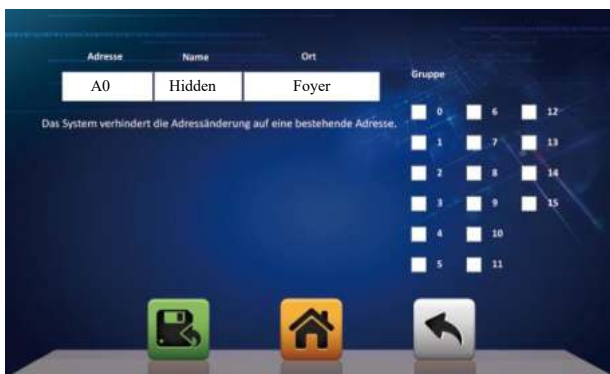 Adresse Name Ort
A0 Hidden Foyer
Das System verhindert die Adressänderung auf eine bestehende Adresse.
Gruppe
0 6 12
1 7 13
2 8 14
3 9 15
4 10
5 11